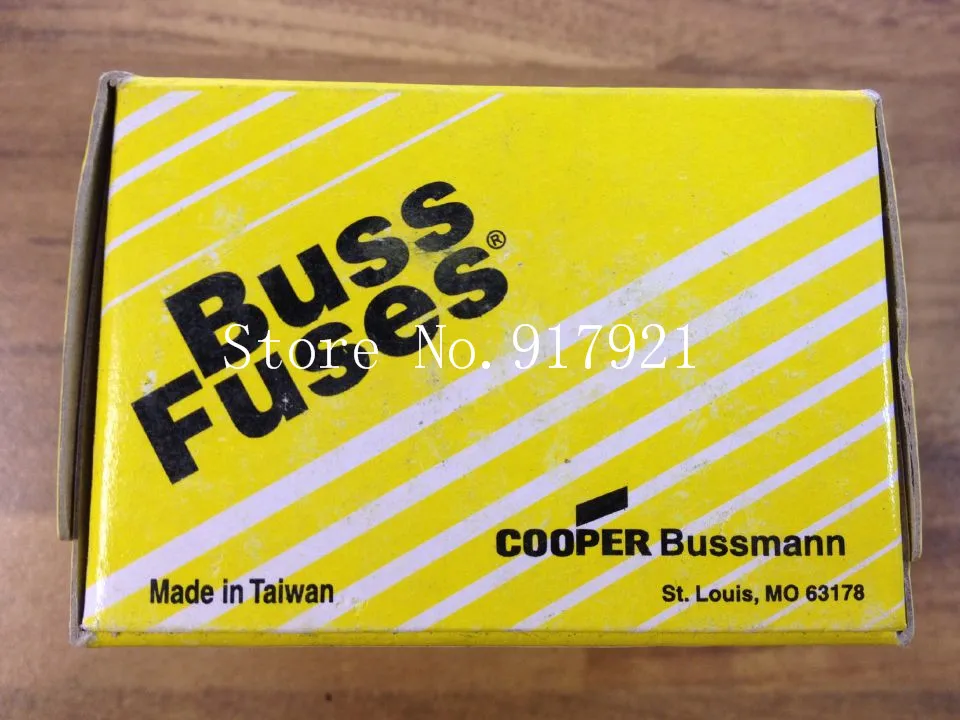 Buss
Fuses®
Store No. 917921
COOPER Bussmann
Made in Taiwan
St. Louis, MO 63178